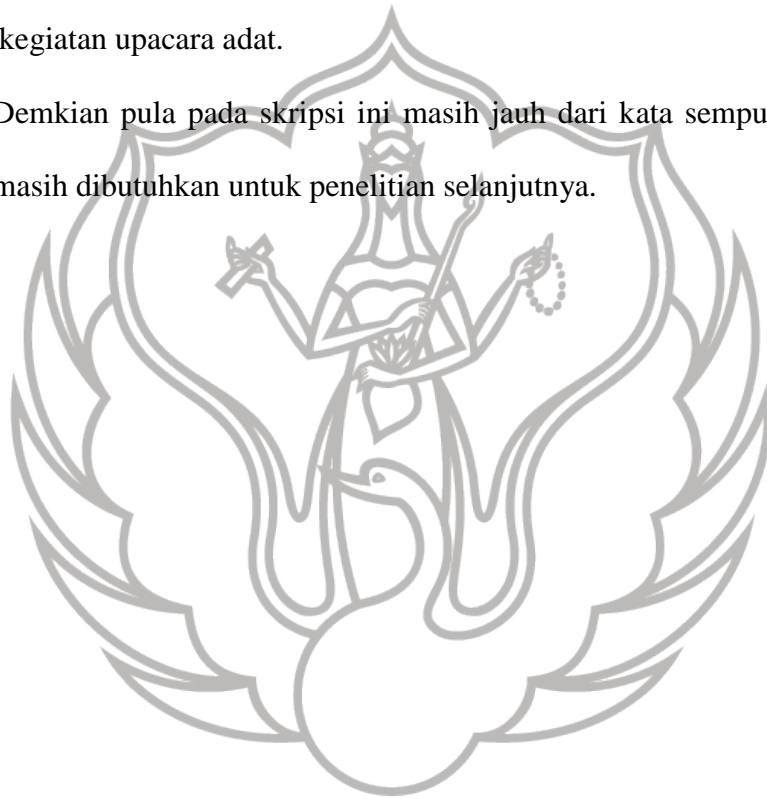 kegiatan upacara adat.
Demkian pula pada skripsi ini masih jauh dari kata sempu
masih dibutuhkan untuk penelitian selanjutnya.